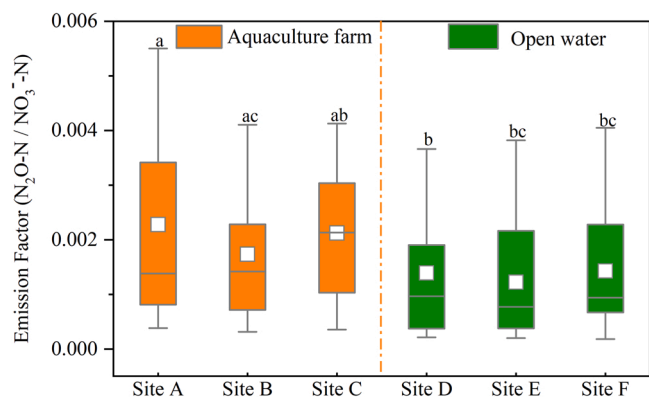 Emission Factor (N₂O-N / NO₃⁻-N)
0.006
0.004
0.002
0.000
Aquaculture farm
Open water
a
ac
ab
b
bc
bc
Site A
Site B
Site C
Site D
Site E
Site F